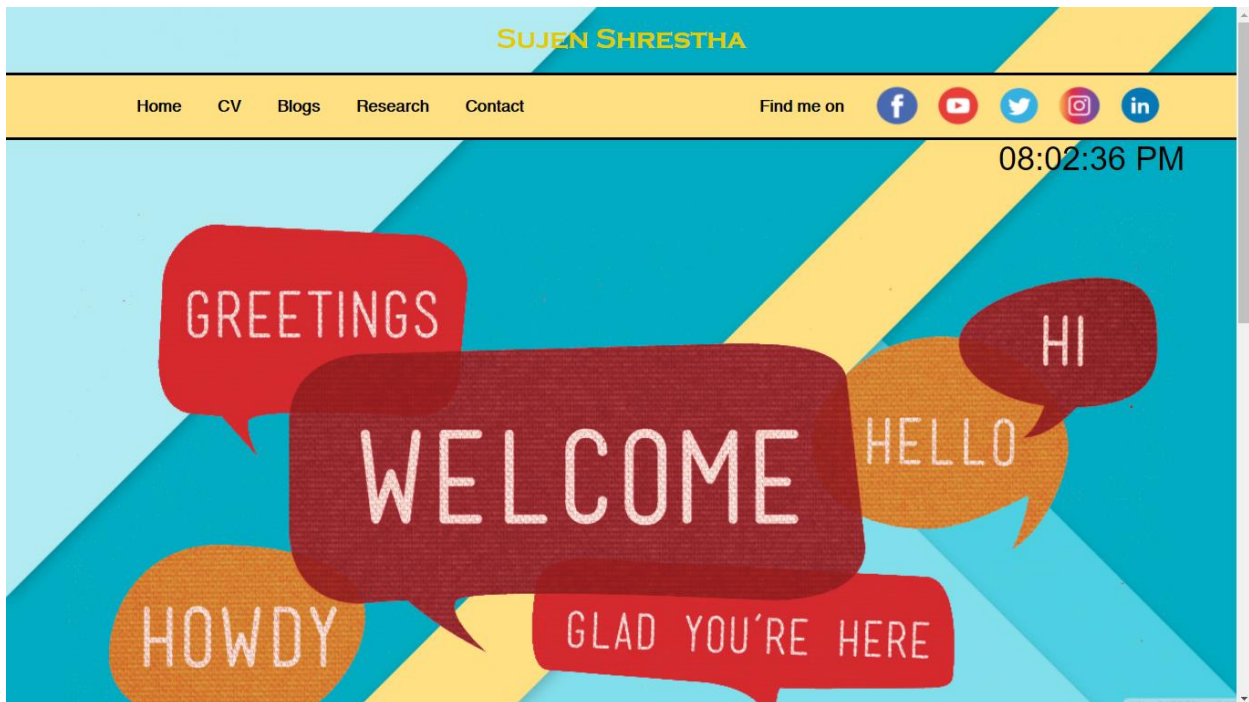 SUJEN SHRESTHA
Home CV Blogs Research Contact Find me on
08:02:36 PM
GREETINGS
HI
WELCOME
HELLO
HOWDY
GLAD YOU'RE HERE